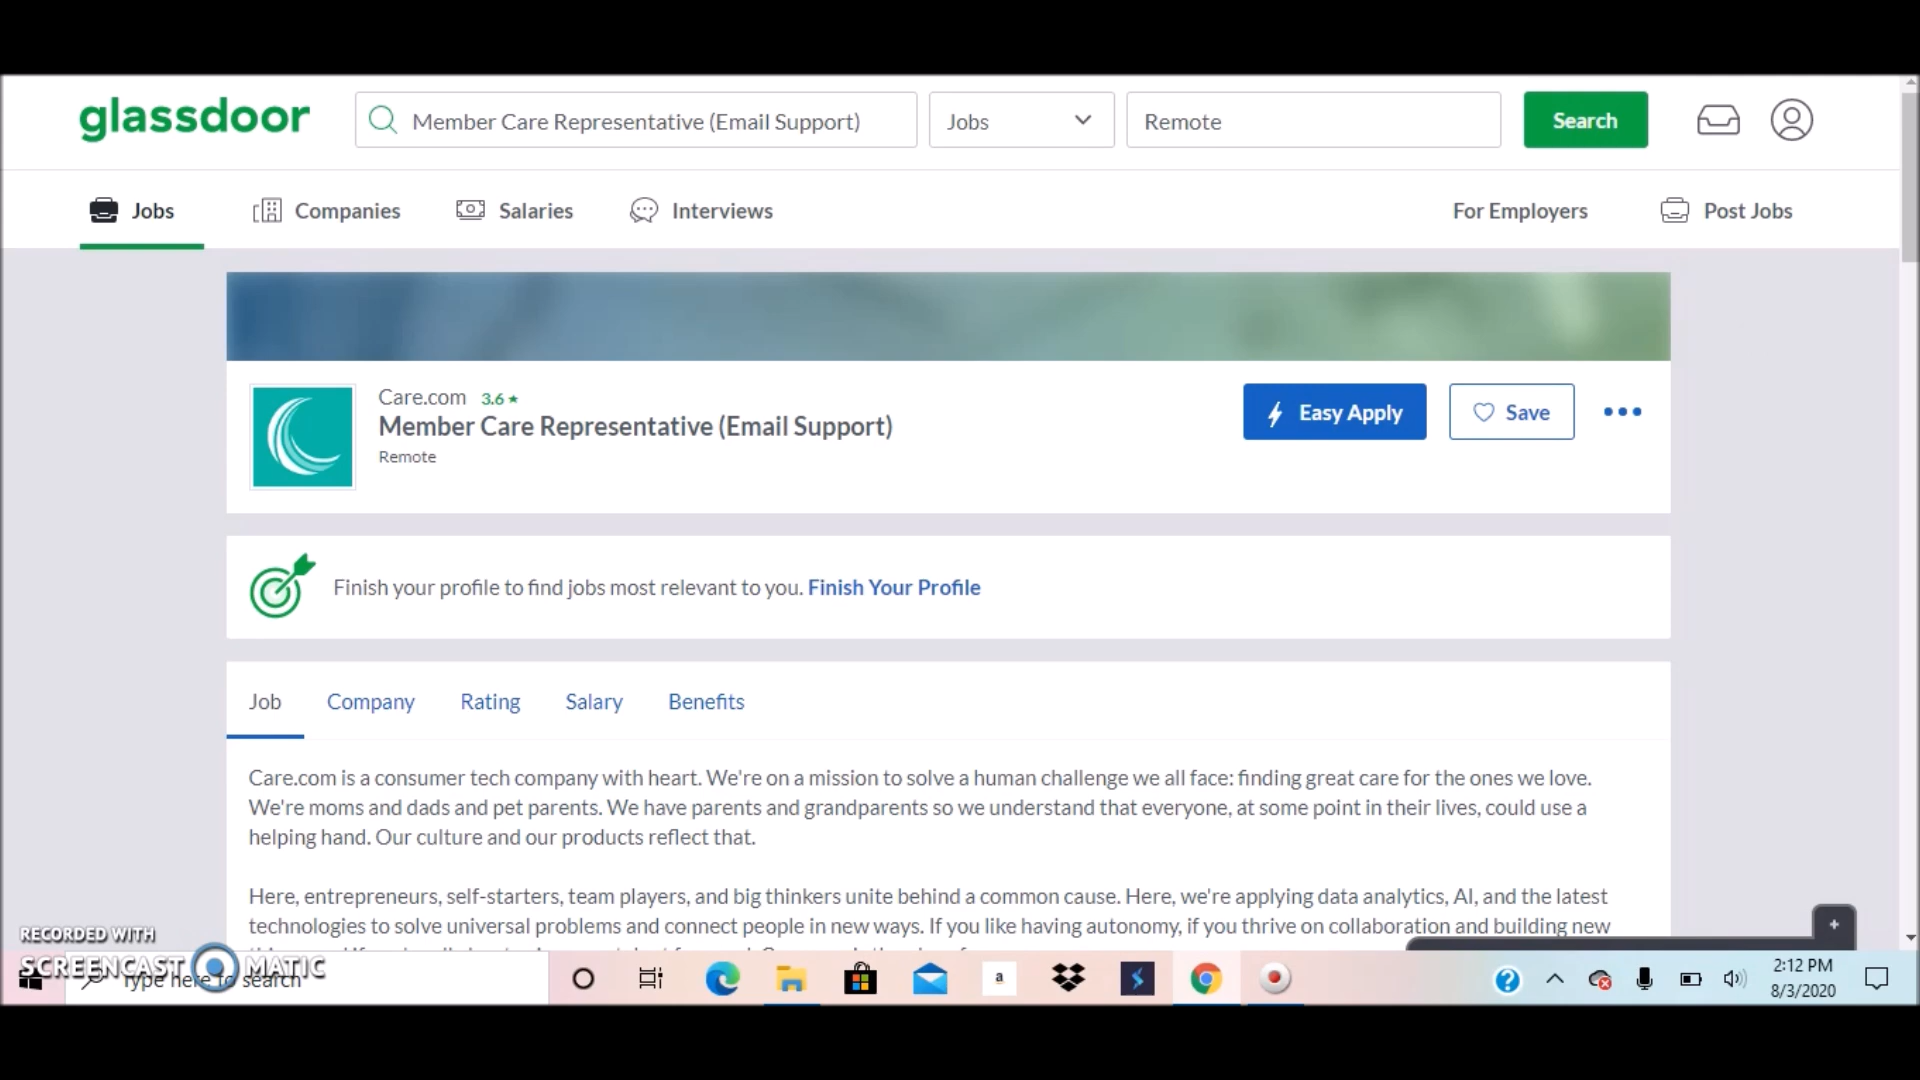 glassdoor
Member Care Representative (Email Support)
Jobs
Remote
Search
Jobs
Companies
Salaries
Interviews
For Employers
Post Jobs
Care.com 3.6 ★
Member Care Representative (Email Support)
Remote
Easy Apply
Save
Finish your profile to find jobs most relevant to you. Finish Your Profile
Job
Company
Rating
Salary
Benefits
Care.com is a consumer tech company with heart. We're on a mission to solve a human challenge we all face: finding great care for the ones we love.
We're moms and dads and pet parents. We have parents and grandparents so we understand that everyone, at some point in their lives, could use a
helping hand. Our culture and our products reflect that.
Here, entrepreneurs, self-starters, team players, and big thinkers unite behind a common cause. Here, we're applying data analytics, AI, and the latest
technologies to solve universal problems and connect people in new ways. If you like having autonomy, if you thrive on collaboration and building new
RECORDED WITH
SCREENCAST MATIC
Type here to search
a
2:12 PM
8/3/2020